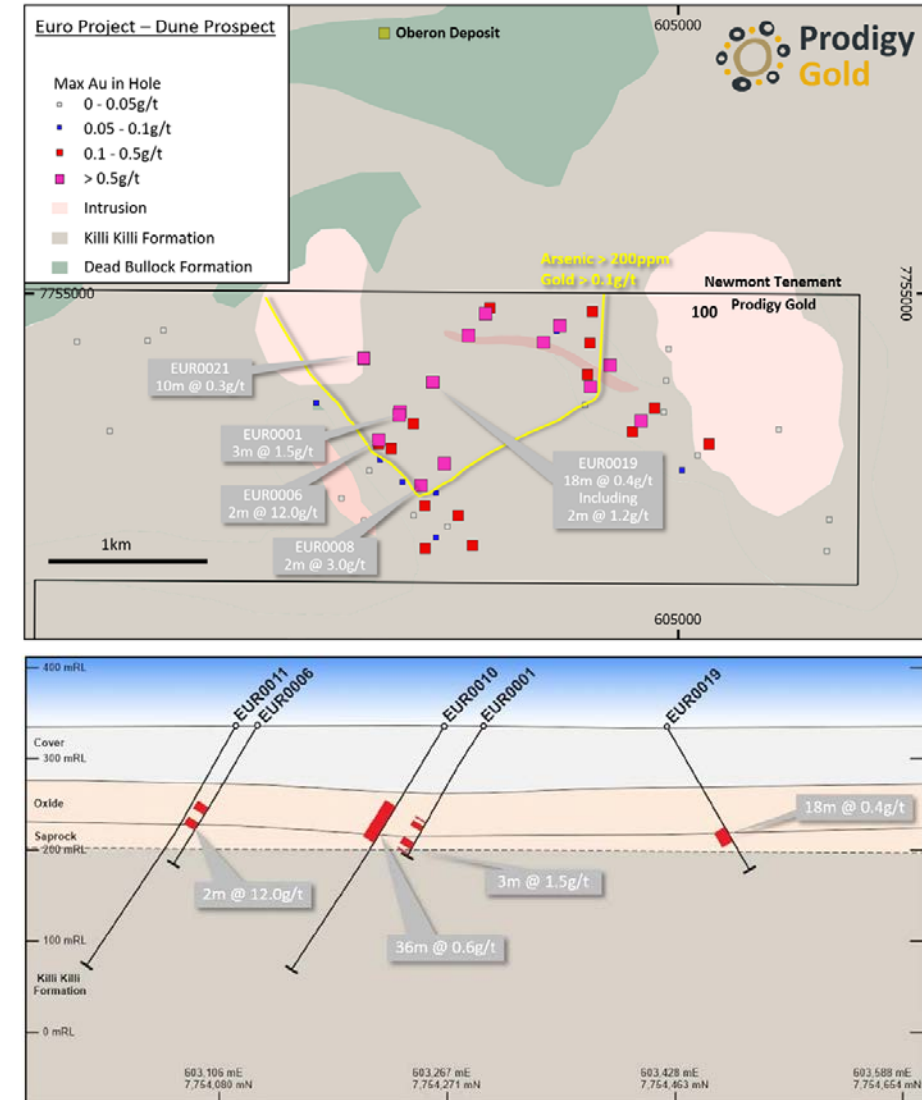 Euro Project – Dune Prospect
Max Au in Hole
0 - 0.05g/t
0.05 - 0.1g/t
0.1 - 0.5g/t
> 0.5g/t
Intrusion
Killi Killi Formation
Dead Bullock Formation
Oberon Deposit
605000
Prodigy
Gold
Arsenic > 200ppm
Gold > 0.1g/t
Newmont Tenement
100 Prodigy Gold
7755000
7755000
EUR0021
10m @ 0.3g/t
EUR0001
3m @ 1.5g/t
EUR0006
2m @ 12.0g/t
EUR0008
2m @ 3.0g/t
EUR0019
18m @ 0.4g/t
Including
2m @ 1.2g/t
1km
605000
400 mRL
EUR0011
EUR0006
EUR0010
EUR0001
EUR0019
Cover
300 mRL
Oxide
Saprock
200 mRL
18m @ 0.4g/t
2m @ 12.0g/t
3m @ 1.5g/t
36m @ 0.6g/t
100 mRL
Killi Killi
Formation
0 mRL
603,106 mE
7,754,080 mN
603,267 mE
7,754,271 mN
603,428 mE
7,754,463 mN
603,588 mE
7,754,654 mN